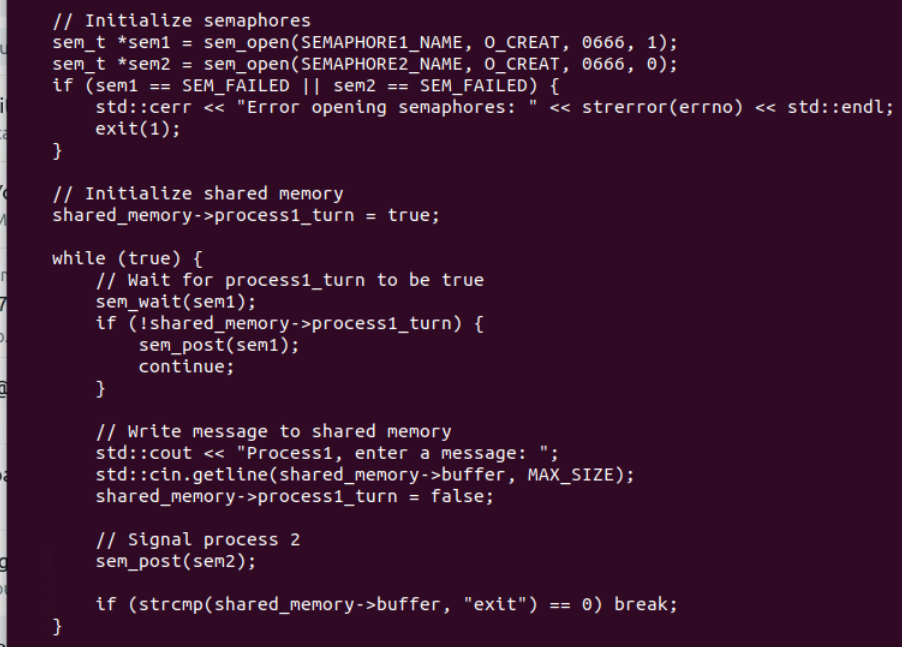 // Initialize semaphores
sem_t *sem1 = sem_open(SEMAPHORE1_NAME, O_CREAT, 0666, 1);
sem_t *sem2 = sem_open(SEMAPHORE2_NAME, O_CREAT, 0666, 0);
if (sem1 == SEM_FAILED || sem2 == SEM_FAILED) {
    std::cerr << "Error opening semaphores: " << strerror(errno) << std::endl;
    exit(1);
}

// Initialize shared memory
shared_memory->process1_turn = true;

while (true) {
    // Wait for process1_turn to be true
    sem_wait(sem1);
    if (!shared_memory->process1_turn) {
        sem_post(sem1);
        continue;
    }

    // Write message to shared memory
    std::cout << "Process1, enter a message: ";
    std::cin.getline(shared_memory->buffer, MAX_SIZE);
    shared_memory->process1_turn = false;

    // Signal process 2
    sem_post(sem2);

    if (strcmp(shared_memory->buffer, "exit") == 0) break;
}